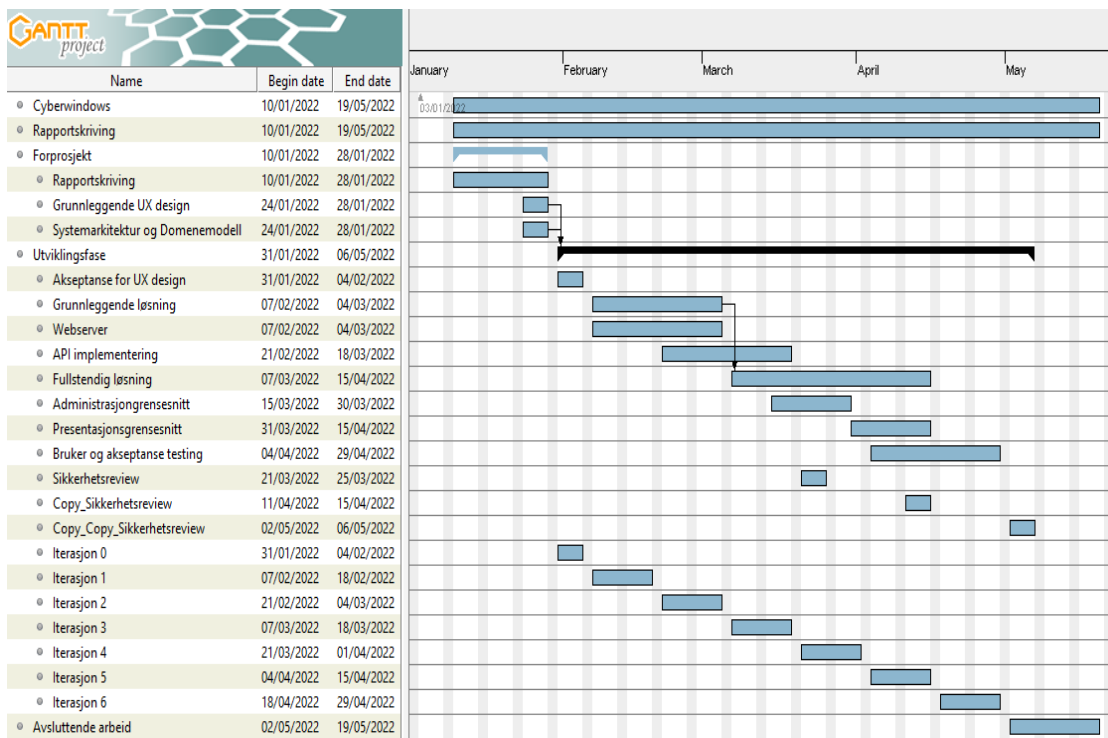 GANTT
project
January February March April May
Name Begin date End date
03/01/2022
Cyberwindows 10/01/2022 19/05/2022
Rapportskriving 10/01/2022 19/05/2022
Forprosjekt 10/01/2022 28/01/2022
Rapportskriving 10/01/2022 28/01/2022
Grunnleggende UX design 24/01/2022 28/01/2022
Systemarkitektur og Domenemodell 24/01/2022 28/01/2022
Utviklingsfase 31/01/2022 06/05/2022
Akseptanse for UX design 31/01/2022 04/02/2022
Grunnleggende løsning 07/02/2022 04/03/2022
Webserver 07/02/2022 04/03/2022
API implementering 21/02/2022 18/03/2022
Fullstendig løsning 07/03/2022 15/04/2022
Administrasjongrensesnitt 15/03/2022 30/03/2022
Presentasjonsgrensesnitt 31/03/2022 15/04/2022
Bruker og akseptanse testing 04/04/2022 29/04/2022
Sikkerhetsreview 21/03/2022 25/03/2022
Copy_Sikkerhetsreview 11/04/2022 15/04/2022
Copy_Copy_Sikkerhetsreview 02/05/2022 06/05/2022
Iterasjon 0 31/01/2022 04/02/2022
Iterasjon 1 07/02/2022 18/02/2022
Iterasjon 2 21/02/2022 04/03/2022
Iterasjon 3 07/03/2022 18/03/2022
Iterasjon 4 21/03/2022 01/04/2022
Iterasjon 5 04/04/2022 15/04/2022
Iterasjon 6 18/04/2022 29/04/2022
Avsluttende arbeid 02/05/2022 19/05/2022